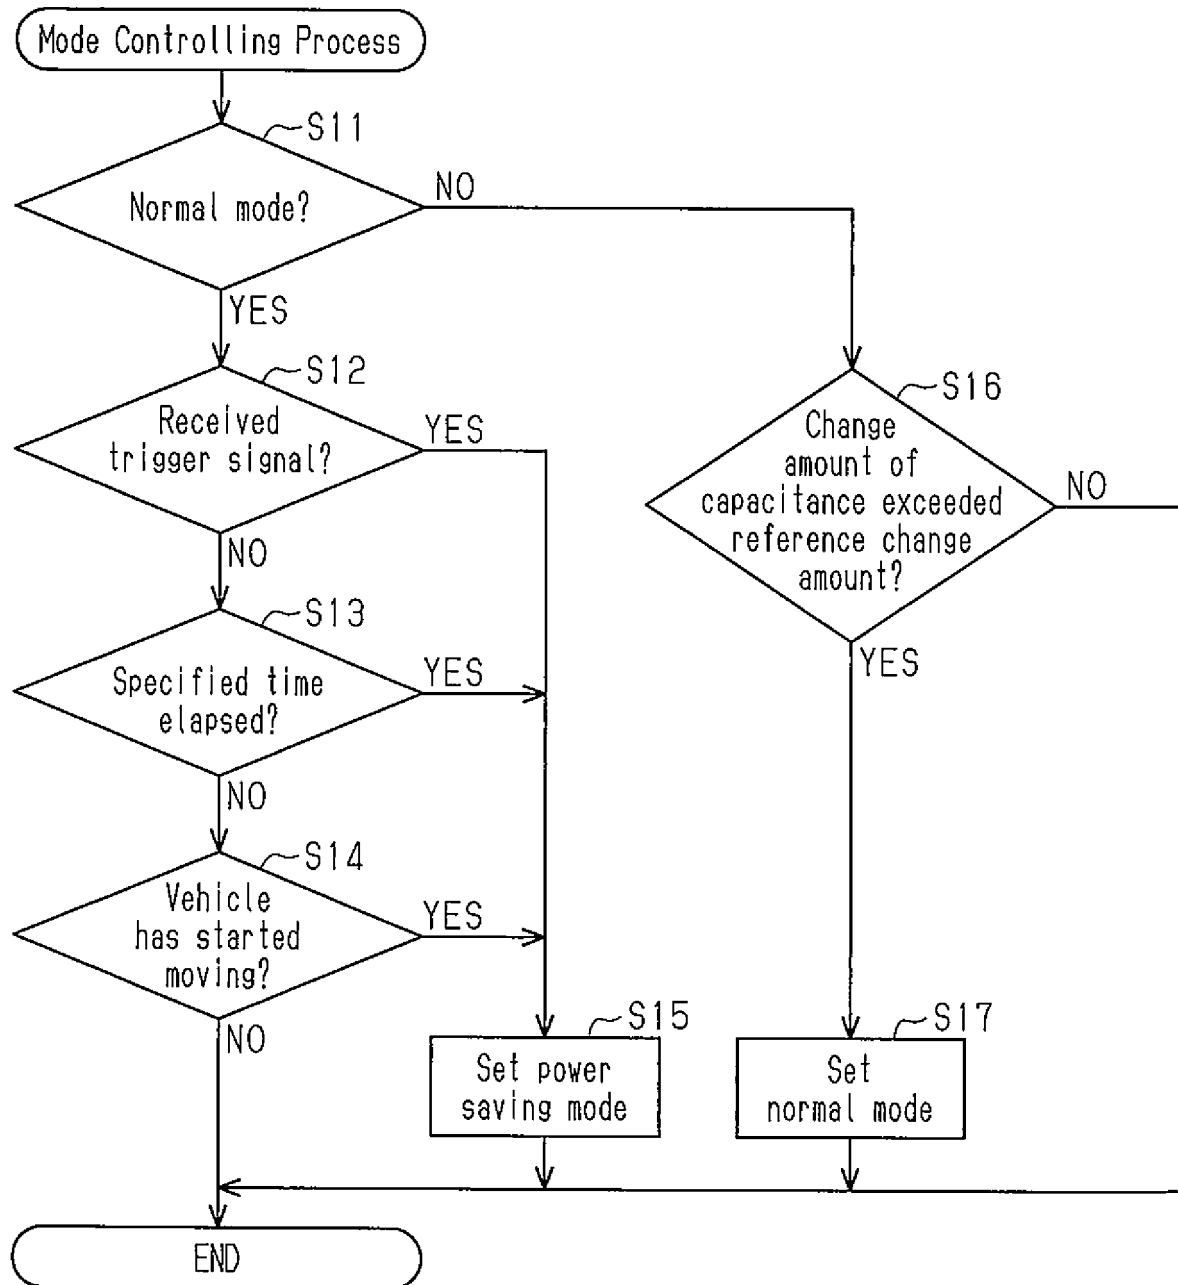 Mode Controlling Process
S11
Normal mode?
NO
YES
S12
Received
trigger signal?
YES
NO
S13
Specified time
elapsed?
YES
NO
S14
Vehicle
has started
moving?
YES
NO
S15
Set power
saving mode
S16
Change
amount of
capacitance exceeded
reference change
amount?
NO
YES
S17
Set
normal mode
END